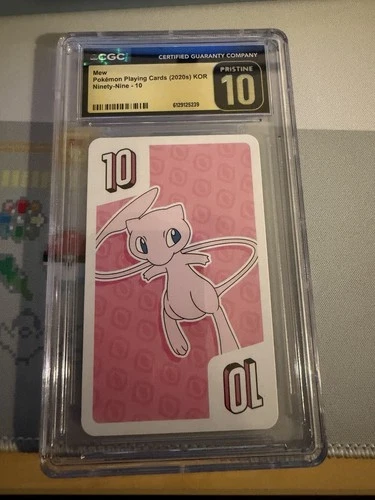 CGC
CERTIFIED GUARANTY COMPANY
Mew
Pokémon Playing Cards (2020s) KOR
Ninety-Nine - 10
PRISTINE
10
6129125239
10
10